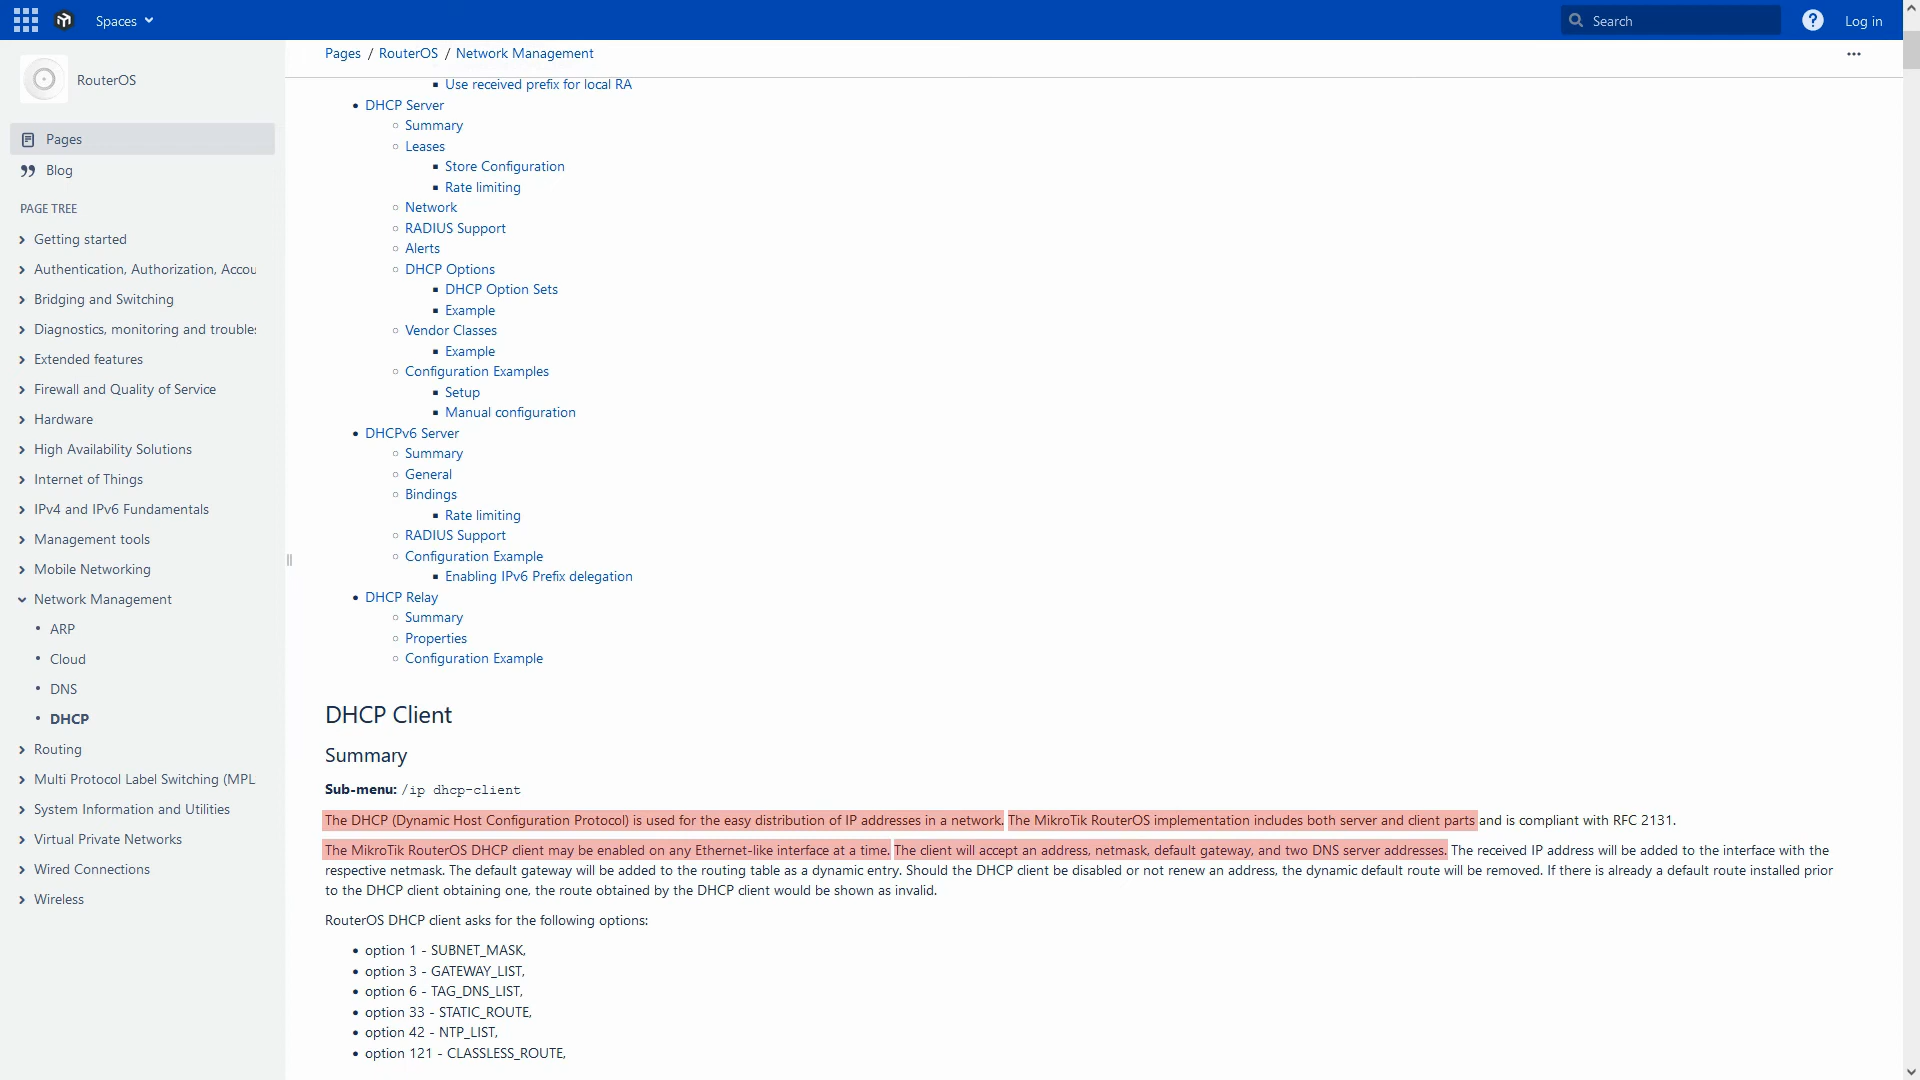 Spaces
Search
Log in
Pages / RouterOS / Network Management
RouterOS
Pages
Blog
PAGE TREE
Getting started
Authentication, Authorization, Accou
Bridging and Switching
Diagnostics, monitoring and troubles
Extended features
Firewall and Quality of Service
Hardware
High Availability Solutions
Internet of Things
IPv4 and IPv6 Fundamentals
Management tools
Mobile Networking
Network Management
ARP
Cloud
DNS
DHCP
Routing
Multi Protocol Label Switching (MPL
System Information and Utilities
Virtual Private Networks
Wired Connections
Wireless
Use received prefix for local RA
DHCP Server
Summary
Leases
Store Configuration
Rate limiting
Network
RADIUS Support
Alerts
DHCP Options
DHCP Option Sets
Example
Vendor Classes
Example
Configuration Examples
Setup
Manual configuration
DHCPv6 Server
Summary
General
Bindings
Rate limiting
RADIUS Support
Configuration Example
Enabling IPv6 Prefix delegation
DHCP Relay
Summary
Properties
Configuration Example
DHCP Client
Summary
Sub-menu: /ip dhcp-client
The DHCP (Dynamic Host Configuration Protocol) is used for the easy distribution of IP addresses in a network. The MikroTik RouterOS implementation includes both server and client parts and is compliant with RFC 2131.
The MikroTik RouterOS DHCP client may be enabled on any Ethernet-like interface at a time. The client will accept an address, netmask, default gateway, and two DNS server addresses. The received IP address will be added to the interface with the
respective netmask. The default gateway will be added to the routing table as a dynamic entry. Should the DHCP client be disabled or not renew an address, the dynamic default route will be removed. If there is already a default route installed prior
to the DHCP client obtaining one, the route obtained by the DHCP client would be shown as invalid.
RouterOS DHCP client asks for the following options:
option 1 - SUBNET_MASK,
option 3 - GATEWAY_LIST,
option 6 - TAG_DNS_LIST,
option 33 - STATIC_ROUTE,
option 42 - NTP_LIST,
option 121 - CLASSLESS_ROUTE,